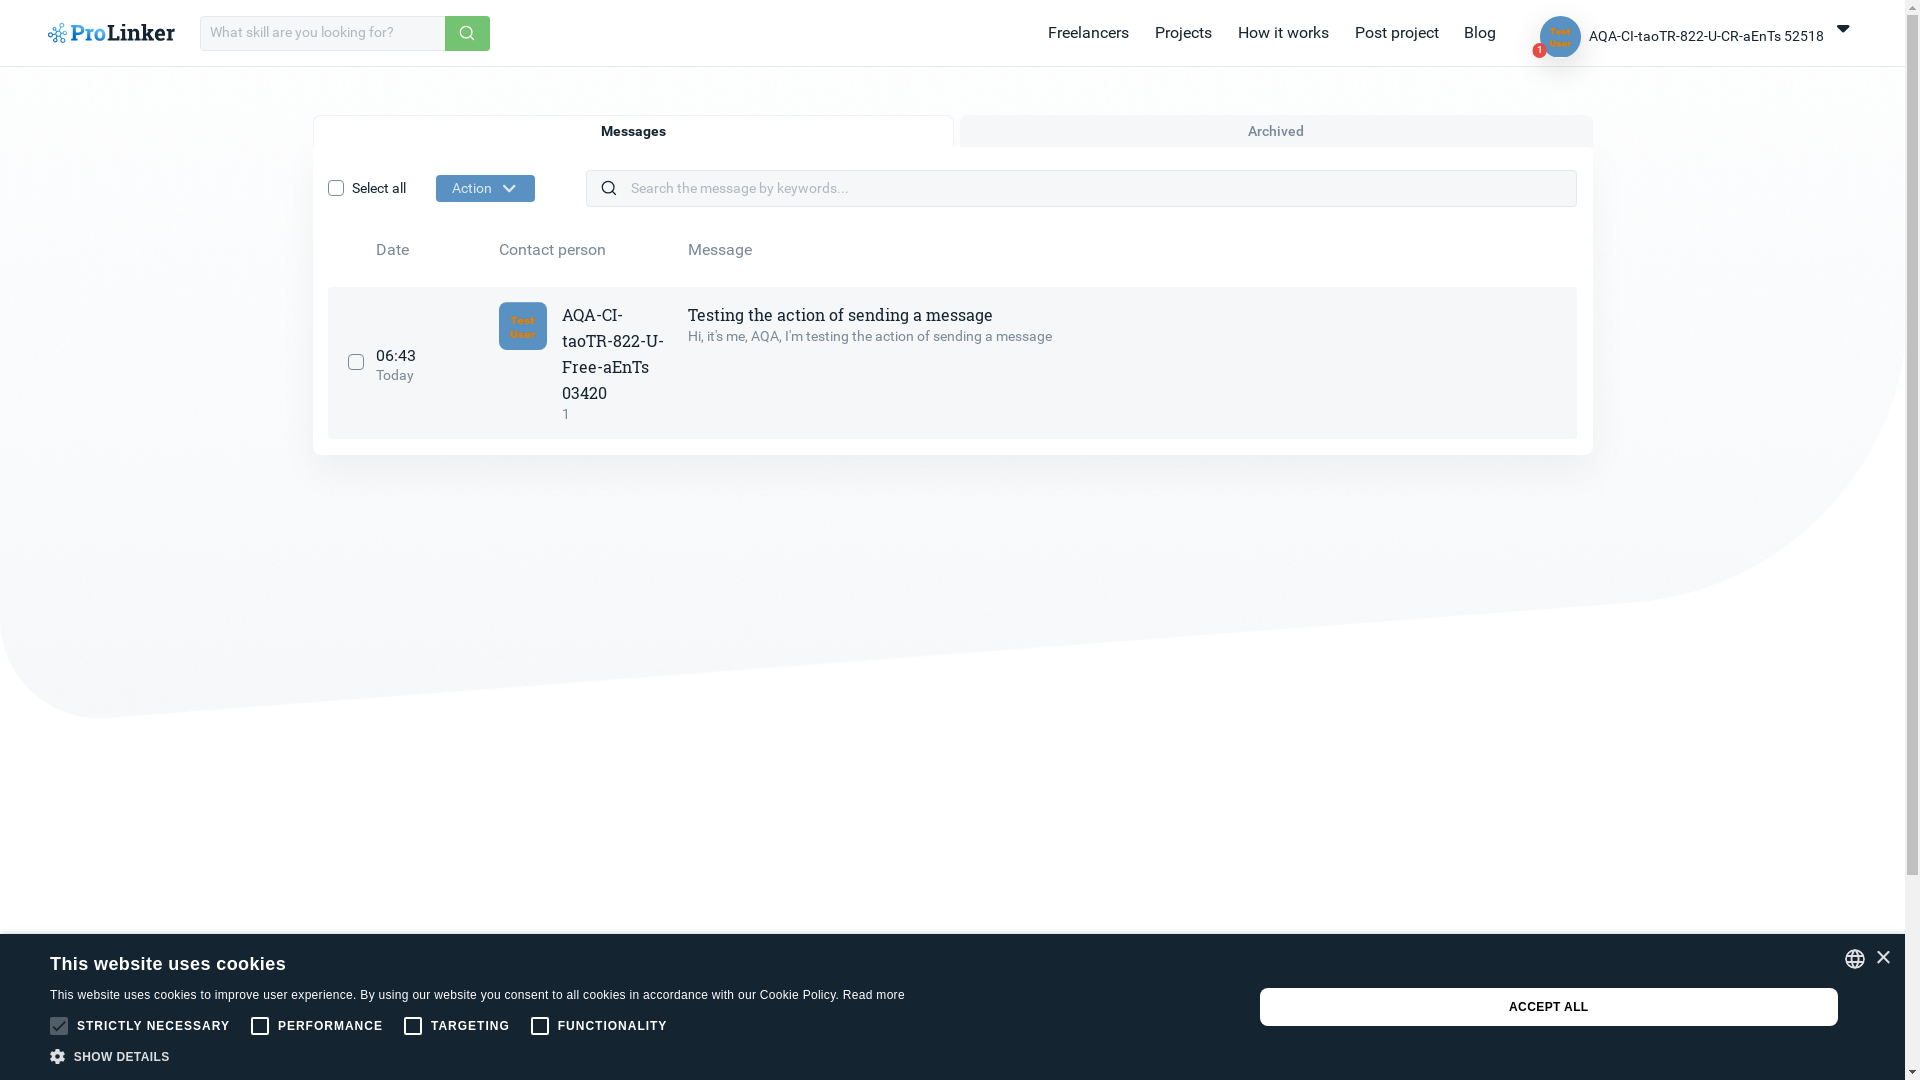 ProLinker
What skill are you looking for?
Freelancers
Projects
How it works
Post project
Blog
Test
User
1
AQA-CI-taoTR-822-U-CR-aEnTs 52518
Messages
Archived
Select all
Action
Search the message by keywords...
Date
Contact person
Message
06:43
Today
Test
User
AQA-CI-
taoTR-822-U-
Free-aEnTs
03420
1
Testing the action of sending a message
Hi, it's me, AQA, I'm testing the action of sending a message
This website uses cookies
This website uses cookies to improve user experience. By using our website you consent to all cookies in accordance with our Cookie Policy. Read more
STRICTLY NECESSARY
PERFORMANCE
TARGETING
FUNCTIONALITY
SHOW DETAILS
ACCEPT ALL
×